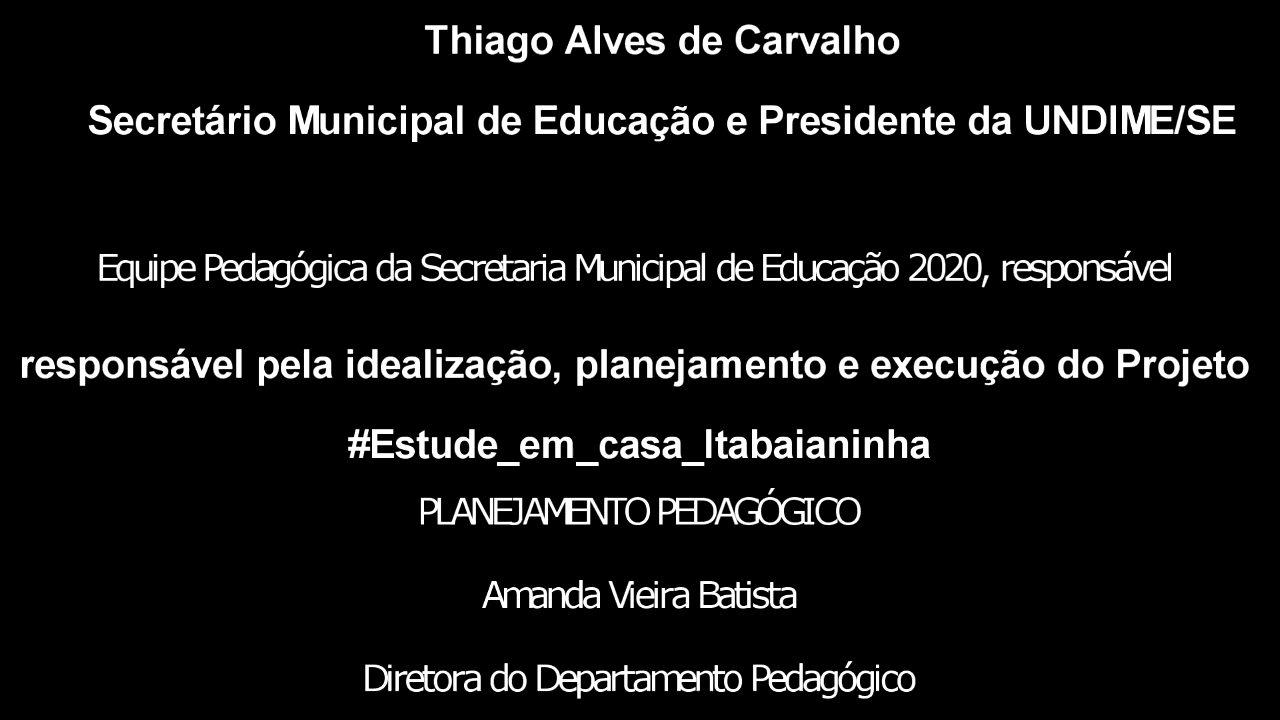 Thiago Alves de Carvalho
Secretário Municipal de Educação e Presidente da UNDIME/SE
Equipe Pedagógica da Secretaria Municipal de Educação 2020, responsável
responsável pela idealização, planejamento e execução do Projeto
#Estude_em_casa_Itabaianinha
PLANEJAMENTO PEDAGÓGICO
Amanda Vieira Batista
Diretora do Departamento Pedagógico